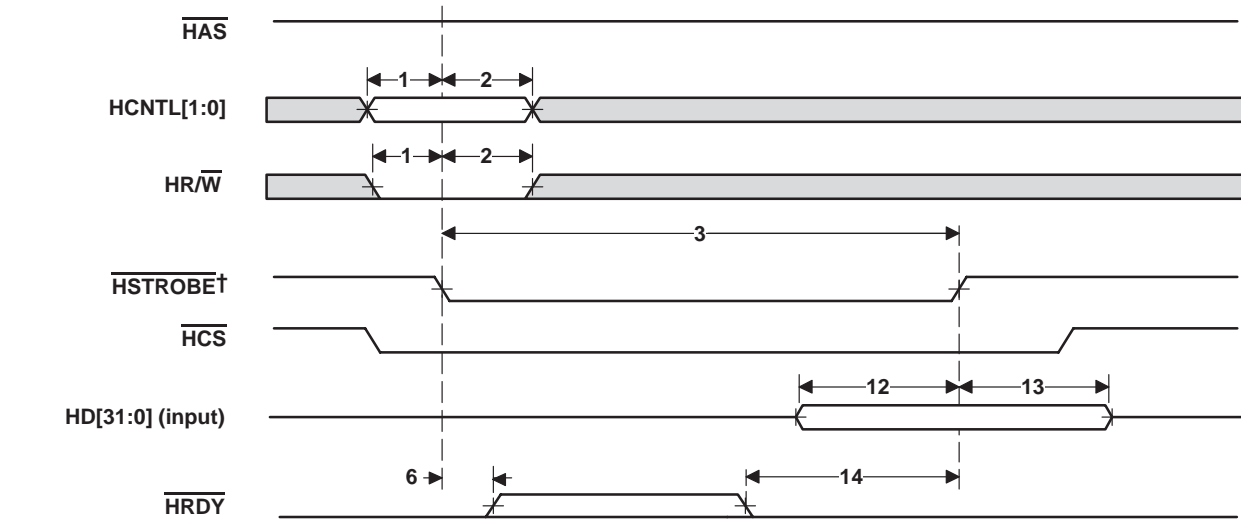 HAS
1 2
HCNTL[1:0]
1 2
HR/W
3
HSTROBE†
HCS
12 13
HD[31:0] (input)
6 14
HRDY